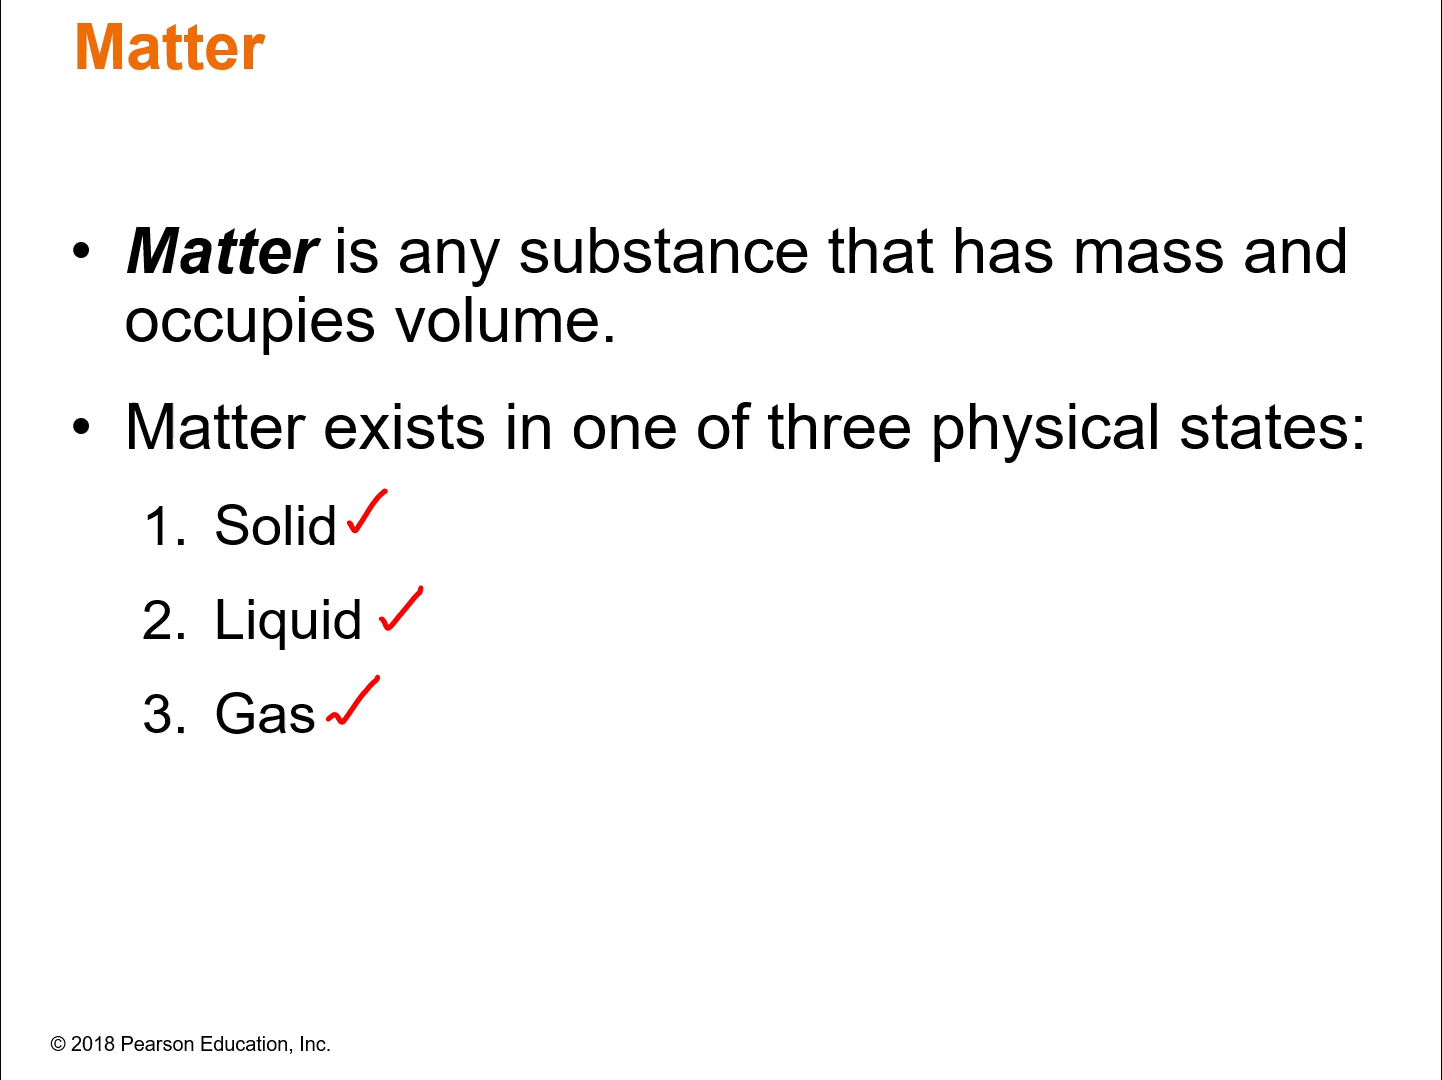 Matter
• Matter is any substance that has mass and
occupies volume.
• Matter exists in one of three physical states:
1. Solid ✓
2. Liquid ✓
3. Gas ✓
© 2018 Pearson Education, Inc.